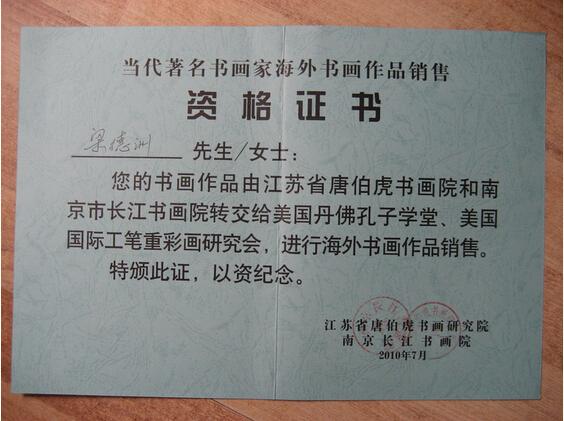 当代著名书画家海外书画作品销售
资格证书
梁德洲 先生/女士：
您的书画作品由江苏省唐伯虎书画院和南
京市长江书画院转交给美国丹佛孔子学堂、美国
国际工笔重彩画研究会，进行海外书画作品销售。
特颁此证，以资纪念。
江苏省唐伯虎书画研究院
南京长江书画院
2010年7月